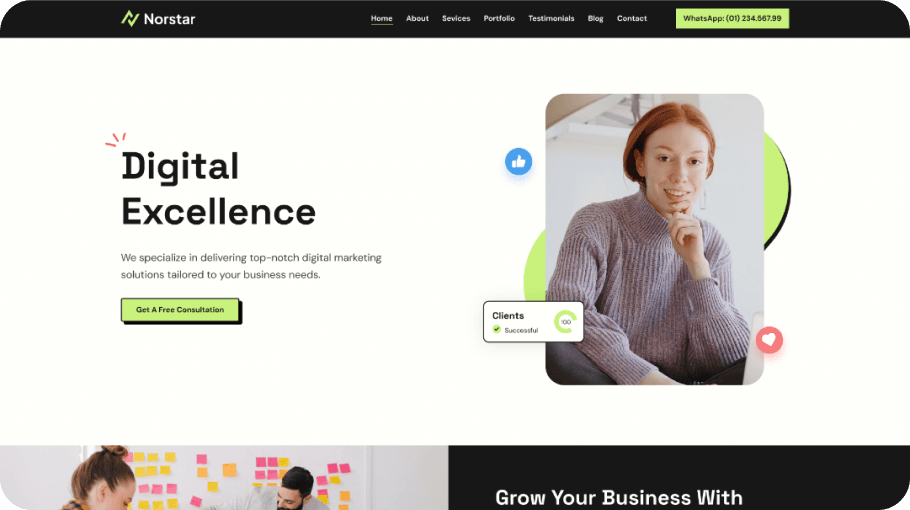 Norstar
Home About Sevices Portfolio Testimonials Blog Contact
WhatsApp: (01) 234.567.99
Digital
Excellence
We specialize in delivering top-notch digital marketing
solutions tailored to your business needs.
Get A Free Consultation
Clients
Successful
100
Grow Your Business With